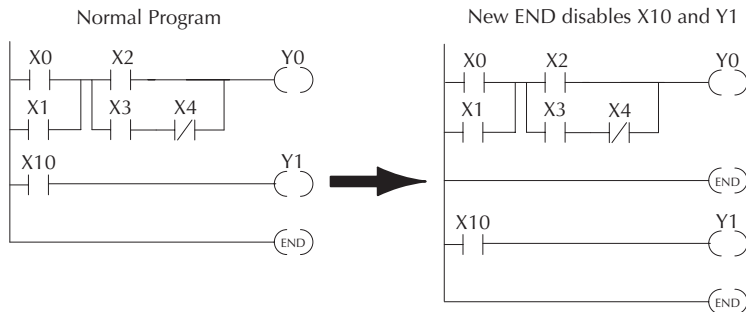 Normal Program
X0 X2 Y0
X1 X3 X4
X10 Y1
END
New END disables X10 and Y1
X0 X2 Y0
X1 X3 X4
END
X10 Y1
END